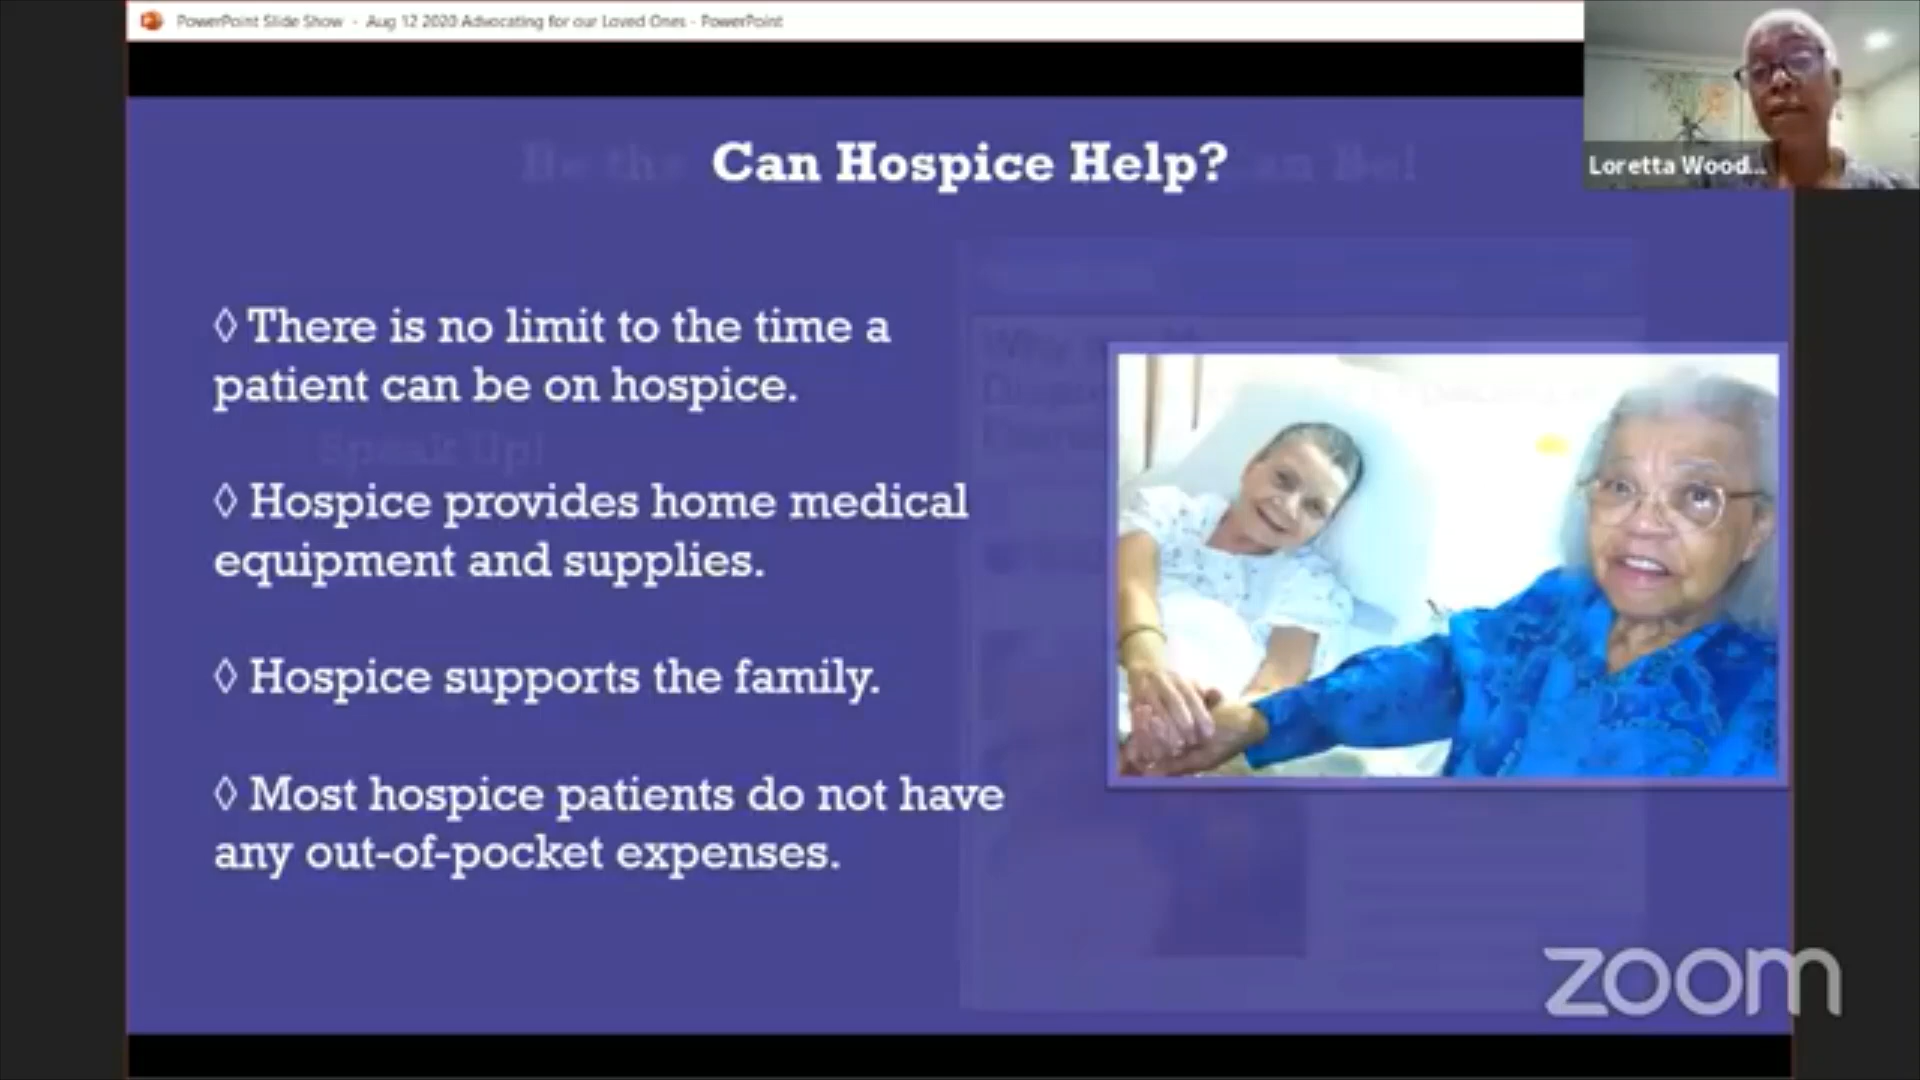 PowerPoint Slide Show - Aug 12 2020 Advocating for our Loved Ones - PowerPoint
Loretta Wood...
Can Hospice Help?
◊ There is no limit to the time a
patient can be on hospice.
Speak Up!
◊ Hospice provides home medical
equipment and supplies.
◊ Hospice supports the family.
◊ Most hospice patients do not have
any out-of-pocket expenses.
zoom